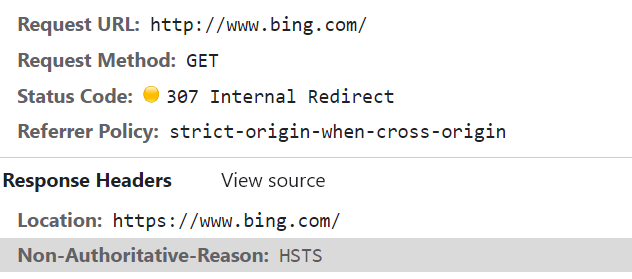 Request URL: http://www.bing.com/
Request Method: GET
Status Code: 307 Internal Redirect
Referrer Policy: strict-origin-when-cross-origin
Response Headers View source
Location: https://www.bing.com/
Non-Authoritative-Reason: HSTS